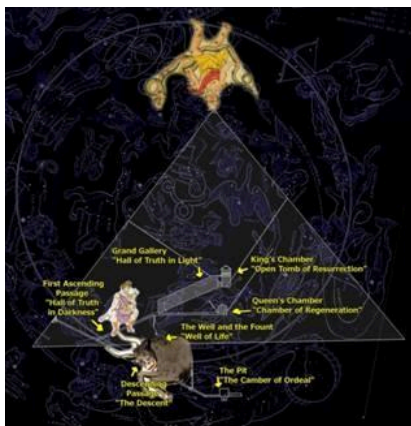 Grand Gallery
"Hall of Truth in Light"
King's Chamber
"Open Tomb of Resurrection"
First Ascending
Passage
"Hall of Truth
in Darkness"
Queen's Chamber
"Chamber of Regeneration"
The Well and the Fount
"Well of Life"
Descending
Passage
"The Descent"
The Pit
"The Camber of Ordeal"